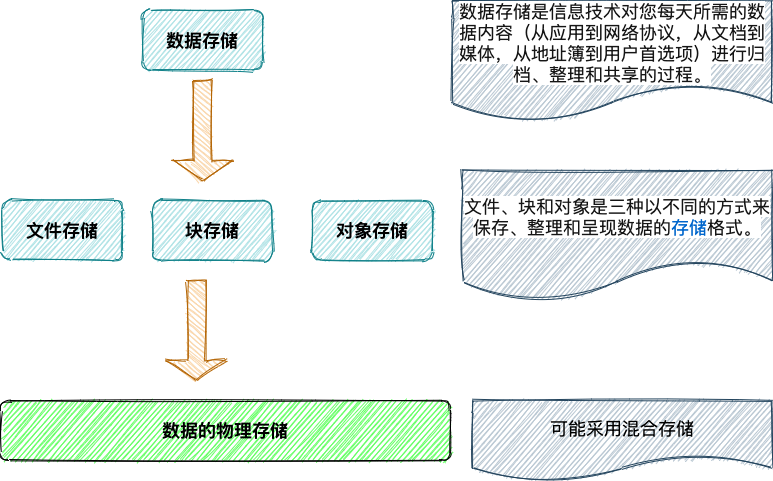 数据存储
数据存储是信息技术对您每天所需的数
据内容（从应用到网络协议，从文档到
媒体，从地址簿到用户首选项）进行归
档、整理和共享的过程。
文件存储
块存储
对象存储
文件、块和对象是三种以不同的方式来
保存、整理和呈现数据的存储格式。
数据的物理存储
可能采用混合存储